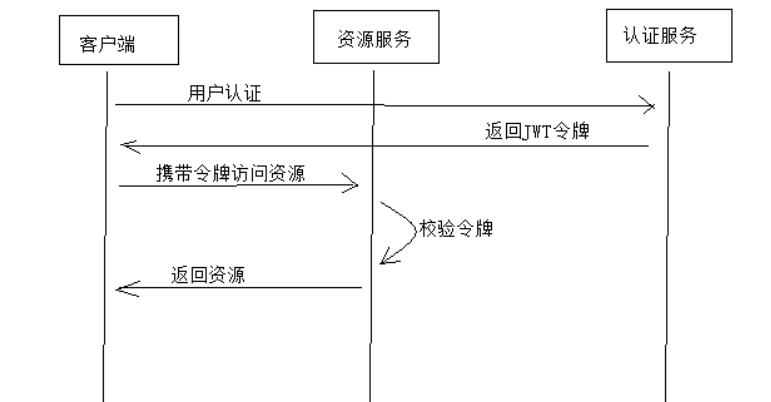 客户端
资源服务
认证服务
用户认证
返回JWT令牌
携带令牌访问资源
校验令牌
返回资源